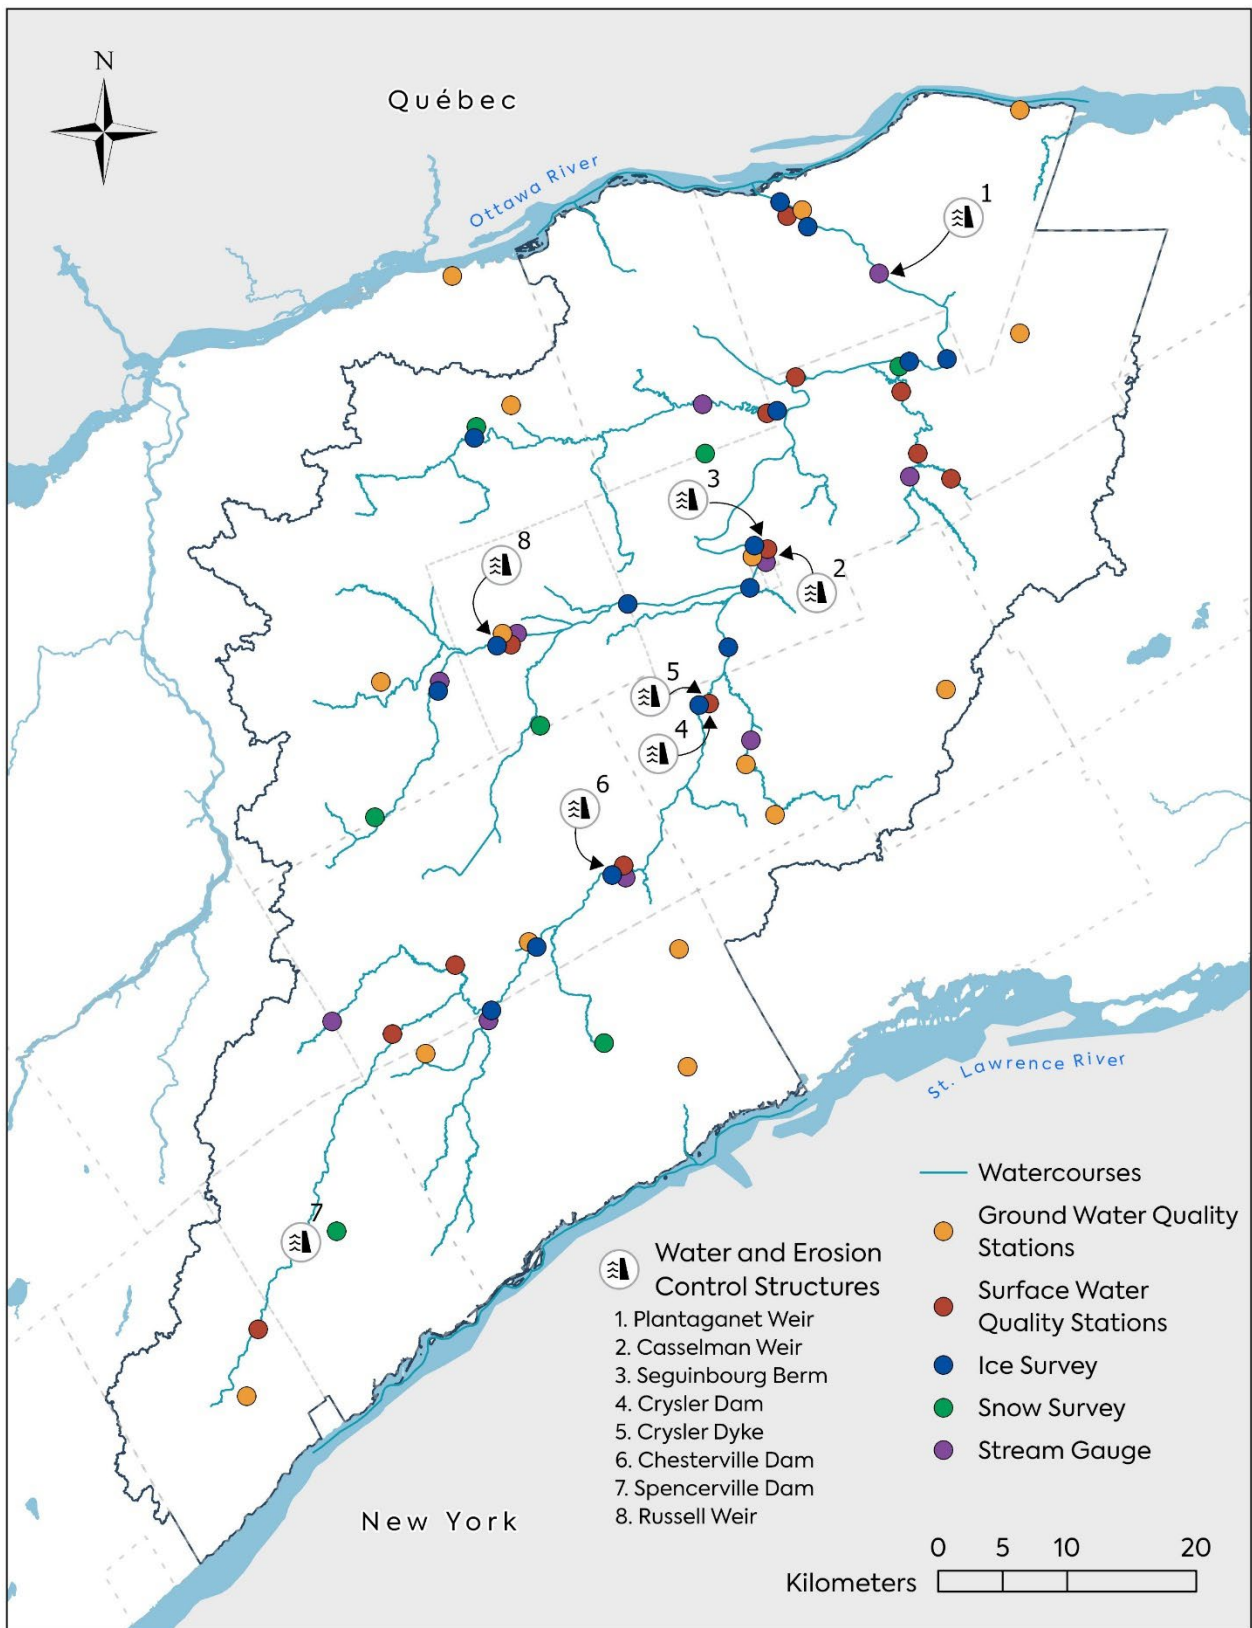 N
Québec
Ottawa River
1
3
2
8
5
4
6
7
St. Lawrence River
New York
Water and Erosion
Control Structures
1. Plantaganet Weir
2. Casselman Weir
3. Seguinbourg Berm
4. Crysler Dam
5. Crysler Dyke
6. Chesterville Dam
7. Spencerville Dam
8. Russell Weir
Watercourses
Ground Water Quality
Stations
Surface Water
Quality Stations
Ice Survey
Snow Survey
Stream Gauge
0 5 10 20
Kilometers